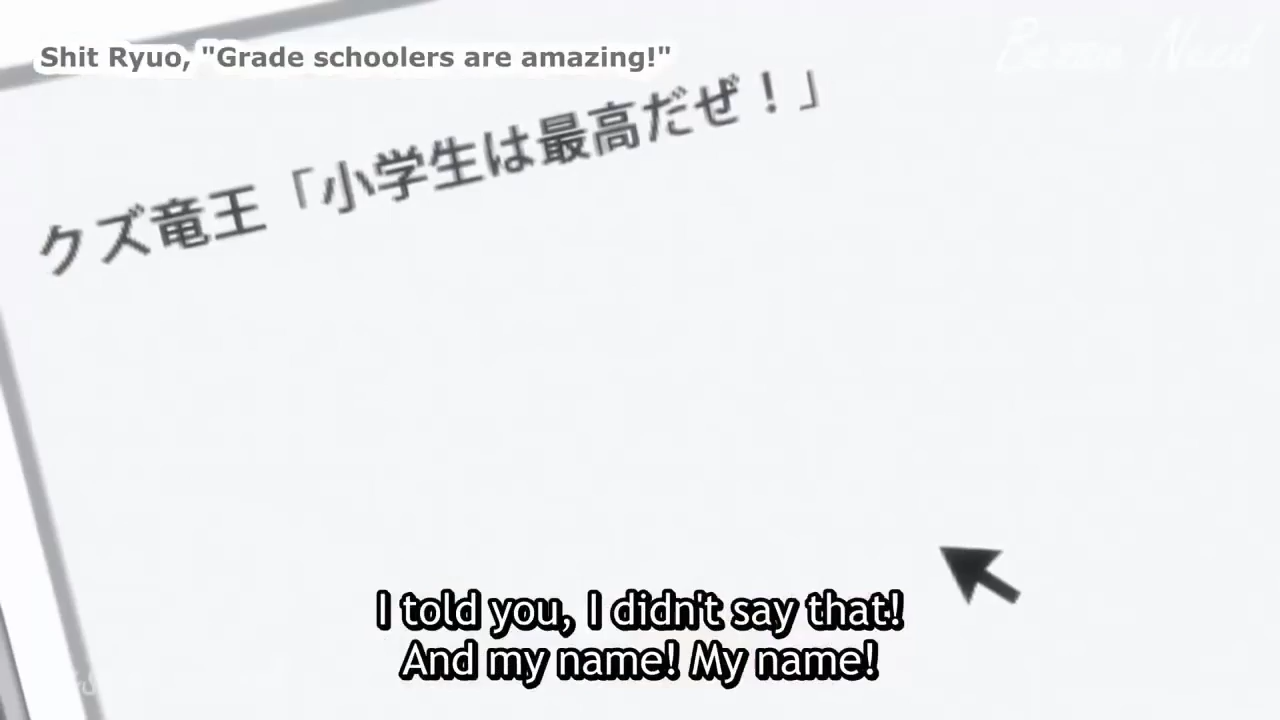 Shit Ryuo, "Grade schoolers are amazing!"
クズ竜王「小学生は最高だぜ！」
I told you, I didn't say that!
And my name! My name!